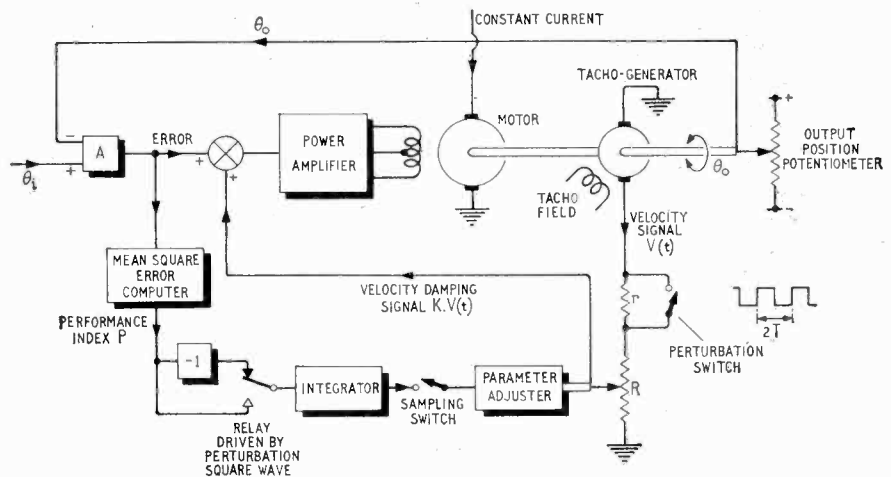 CONSTANT CURRENT
θo
TACHO-GENERATOR
MOTOR
+
OUTPUT
POSITION
POTENTIOMETER
-
θo
-
A
+
θi
ERROR
+
+
POWER
AMPLIFIER
TACHO
FIELD
VELOCITY
SIGNAL
V(t)
MEAN SQUARE
ERROR
COMPUTER
VELOCITY DAMPING
SIGNAL K.V(t)
r
2T
PERTURBATION
SWITCH
PERFORMANCE
INDEX P
-1
INTEGRATOR
SAMPLING
SWITCH
PARAMETER
ADJUSTER
R
RELAY
DRIVEN BY
PERTURBATION
SQUARE WAVE